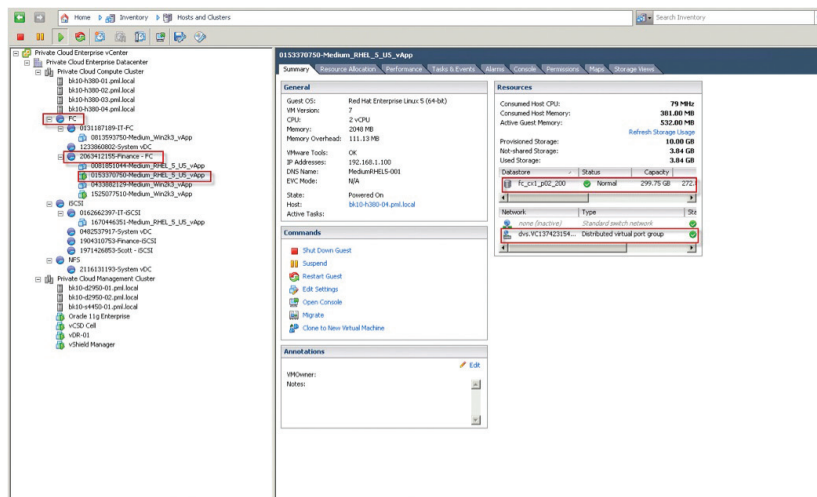 Home
Inventory
Hosts and Clusters
Search Inventory
Private Cloud Enterprise vCenter
Private Cloud Enterprise Datacenter
Private Cloud Compute Cluster
bk10-h380-01.pml.local
bk10-h380-02.pml.local
bk10-h380-03.pml.local
bk10-h380-04.pml.local
FC
0131187189-IT-FC
0813593750-Medium_Win2k3_vApp
1233860802-System vDC
2063412155-Finance - FC
0081851044-Medium_RHEL_5_U5_vApp
0153370750-Medium_RHEL_5_U5_vApp
0433882129-Medium_Win2k3_vApp
1525077510-Medium_Win2k3_vApp
iSCSI
0162662397-IT-iSCSI
1670446351-Medium_RHEL_5_U5_vApp
0482537917-System vDC
1904310753-Finance-iSCSI
1971426853-Scott - iSCSI
NFS
2116131193-System vDC
Private Cloud Management Cluster
bk10-d2950-01.pml.local
bk10-d2950-02.pml.local
bk10-s4450-01.pml.local
Oracle 11g Enterprise
vCSD Cell
vDR-01
vShield Manager
0153370750-Medium_RHEL_5_U5_vApp
Summary Resource Allocation Performance Tasks & Events Alarms Console Permissions Maps Storage Views
General
Guest OS: Red Hat Enterprise Linux 5 (64-bit)
VM Version: 7
CPU: 2 vCPU
Memory: 2048 MB
Memory Overhead: 111.13 MB
VMware Tools: OK
IP Addresses: 192.168.1.100
DNS Name: MediumRHEL5-001
EVC Mode: N/A
State: Powered On
Host: bk10-h380-04.pml.local
Active Tasks:
Commands
Shut Down Guest
Suspend
Restart Guest
Edit Settings
Open Console
Migrate
Clone to New Virtual Machine
Annotations
Edit
VMOwner:
Notes:
Resources
Consumed Host CPU: 79 MHz
Consumed Host Memory: 381.00 MB
Active Guest Memory: 532.00 MB
Refresh Storage Usage
Provisioned Storage: 10.00 GB
Not-shared Storage: 3.84 GB
Used Storage: 3.84 GB
Datastore Status Capacity
fc_cx1_p02_200 Normal 299.75 GB 272.
Network Type Sta
none (Inactive) Standard switch network
dvs.VC137423154... Distributed virtual port group